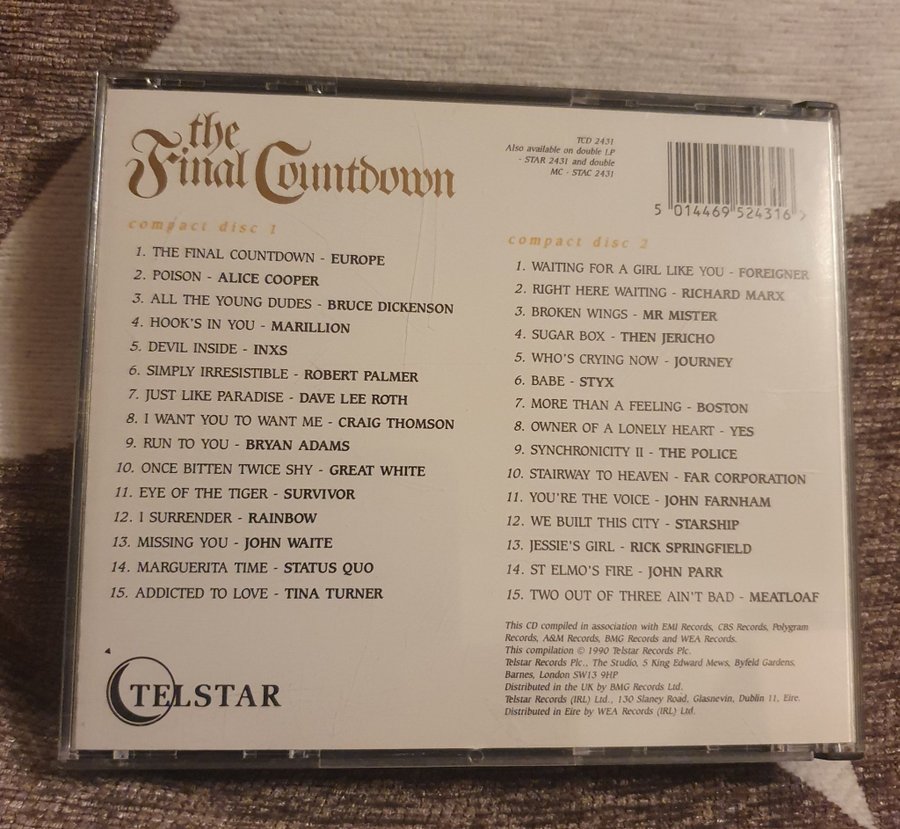 the
Final Countdown
TCD 2431
Also available on double LP
- STAR 2431 and double
MC - STAC 2431
5 014469 524316 >
compact disc 1
1. THE FINAL COUNTDOWN - EUROPE
2. POISON - ALICE COOPER
3. ALL THE YOUNG DUDES - BRUCE DICKENSON
4. HOOK'S IN YOU - MARILLION
5. DEVIL INSIDE - INXS
6. SIMPLY IRRESISTIBLE - ROBERT PALMER
7. JUST LIKE PARADISE - DAVE LEE ROTH
8. I WANT YOU TO WANT ME - CRAIG THOMSON
9. RUN TO YOU - BRYAN ADAMS
10. ONCE BITTEN TWICE SHY - GREAT WHITE
11. EYE OF THE TIGER - SURVIVOR
12. I SURRENDER - RAINBOW
13. MISSING YOU - JOHN WAITE
14. MARGUERITA TIME - STATUS QUO
15. ADDICTED TO LOVE - TINA TURNER
compact disc 2
1. WAITING FOR A GIRL LIKE YOU - FOREIGNER
2. RIGHT HERE WAITING - RICHARD MARX
3. BROKEN WINGS - MR MISTER
4. SUGAR BOX - THEN JERICHO
5. WHO'S CRYING NOW - JOURNEY
6. BABE - STYX
7. MORE THAN A FEELING - BOSTON
8. OWNER OF A LONELY HEART - YES
9. SYNCHRONICITY II - THE POLICE
10. STAIRWAY TO HEAVEN - FAR CORPORATION
11. YOU'RE THE VOICE - JOHN FARNHAM
12. WE BUILT THIS CITY - STARSHIP
13. JESSIE'S GIRL - RICK SPRINGFIELD
14. ST ELMO'S FIRE - JOHN PARR
15. TWO OUT OF THREE AIN'T BAD - MEATLOAF
This CD compiled in association with EMI Records, CBS Records, Polygram
Records, A&M Records, BMG Records and WEA Records.
This compilation © 1990 Telstar Records Plc.
Telstar Records Plc., The Studio, 5 King Edward Mews, Byfeld Gardens,
Barnes, London SW13 9HP
Distributed in the UK by BMG Records Ltd.
Telstar Records (IRL) Ltd., 130 Slaney Road, Glasnevin, Dublin 11, Eire.
Distributed in Eire by WEA Records (IRL) Ltd.
TELSTAR